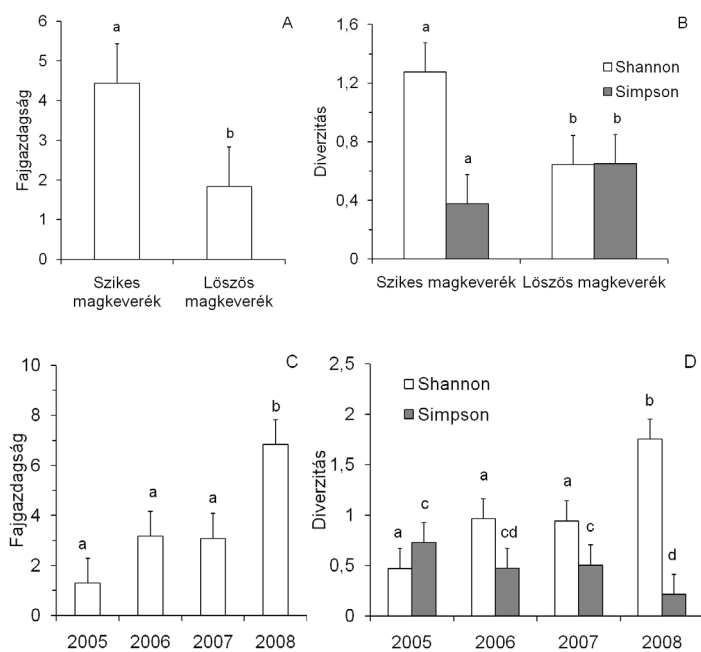 A
a
b
Fajgazdagság
6
5
4
3
2
1
0
Szikes magkeverék
Löszös magkeverék
B
Shannon
Simpson
a
a
b
b
Diverzitás
1,6
1,2
0,8
0,4
0
Szikes magkeverék
Löszös magkeverék
C
a
a
a
b
Fajgazdagság
10
8
6
4
2
0
2005
2006
2007
2008
D
Shannon
Simpson
a
c
a
cd
a
c
b
d
Diverzitás
2,5
2
1,5
1
0,5
0
2005
2006
2007
2008